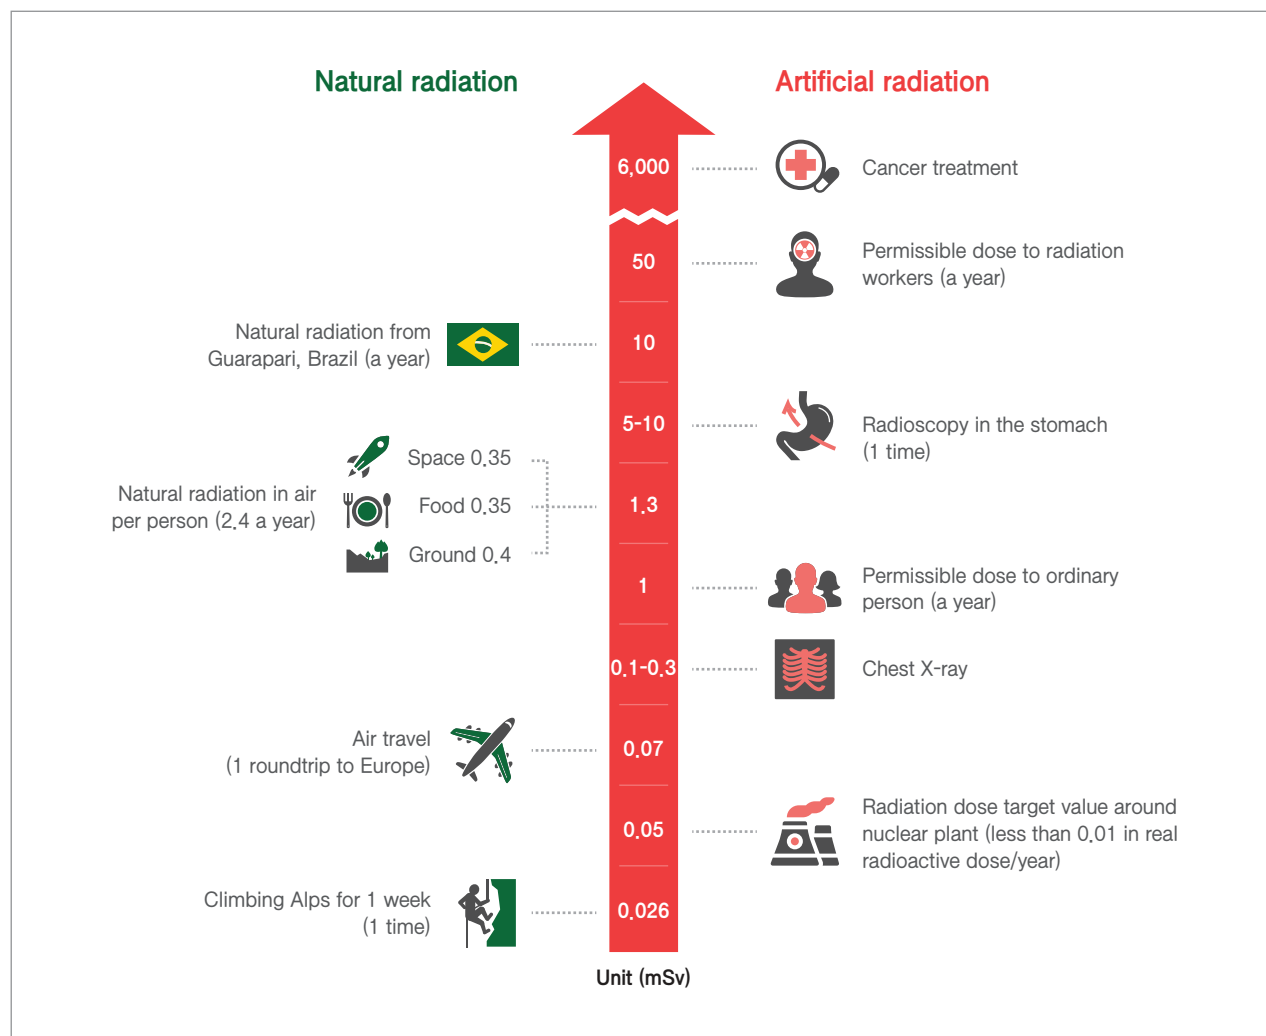 Natural radiation
Artificial radiation
6,000
Cancer treatment
50
Permissible dose to radiation
workers (a year)
Natural radiation from
Guarapari, Brazil (a year)
10
5-10
Radioscopy in the stomach
(1 time)
Natural radiation in air
per person (2.4 a year)
Space 0.35
Food 0.35
Ground 0.4
1.3
1
Permissible dose to ordinary
person (a year)
0.1-0.3
Chest X-ray
Air travel
(1 roundtrip to Europe)
0.07
0.05
Radiation dose target value around
nuclear plant (less than 0.01 in real
radioactive dose/year)
Climbing Alps for 1 week
(1 time)
0.026
Unit (mSv)